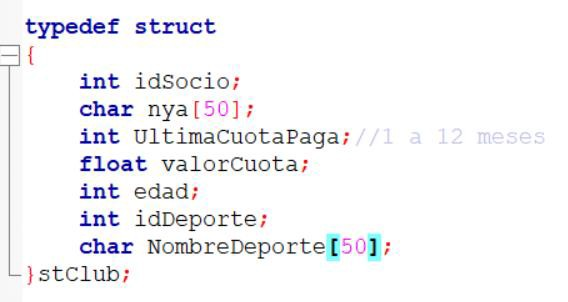 typedef struct
{
int idSocio;
char nya[50];
int UltimaCuotaPaga;//1 a 12 meses
float valorCuota;
int edad;
int idDeporte;
char NombreDeporte[50];
}stClub;